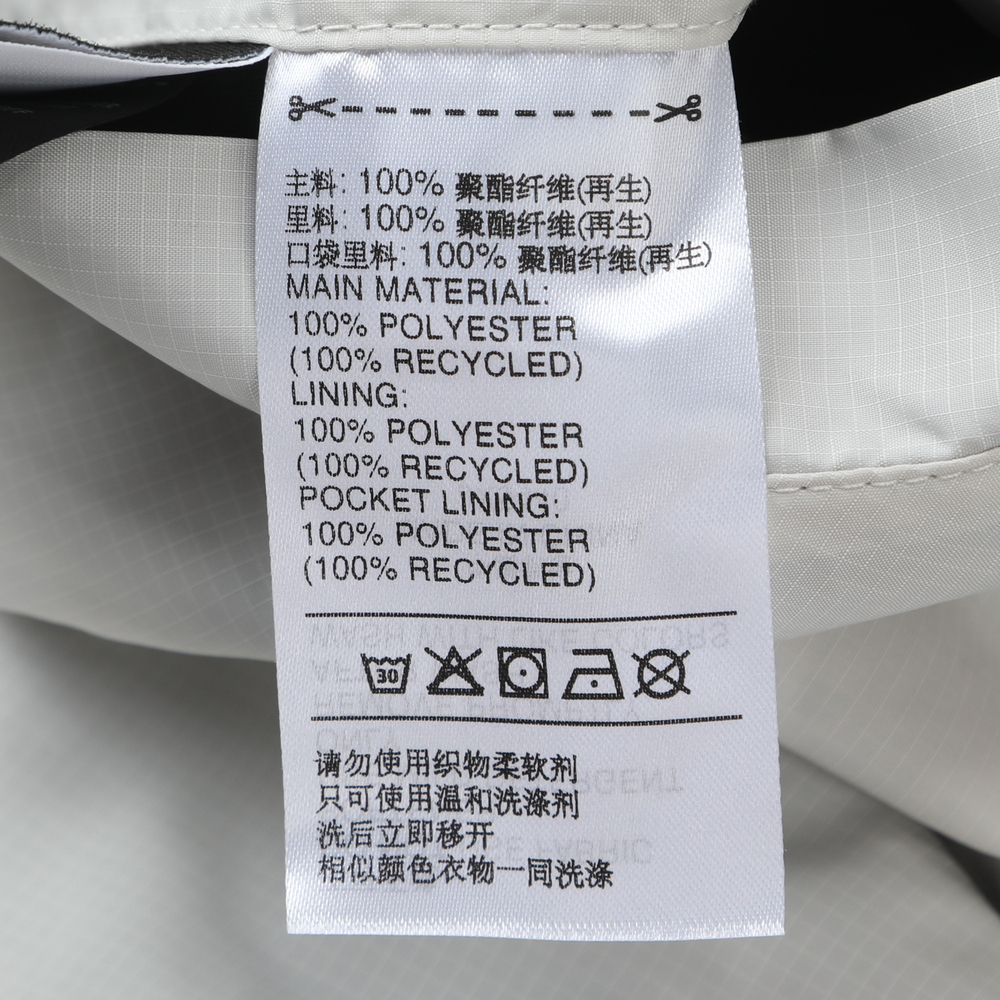 主料: 100% 聚酯纤维(再生)
里料: 100% 聚酯纤维(再生)
口袋里料: 100% 聚酯纤维(再生)
MAIN MATERIAL:
100% POLYESTER
(100% RECYCLED)
LINING:
100% POLYESTER
(100% RECYCLED)
POCKET LINING:
100% POLYESTER
(100% RECYCLED)
30
请勿使用织物柔软剂
只可使用温和洗涤剂
洗后立即移开
相似颜色衣物一同洗涤